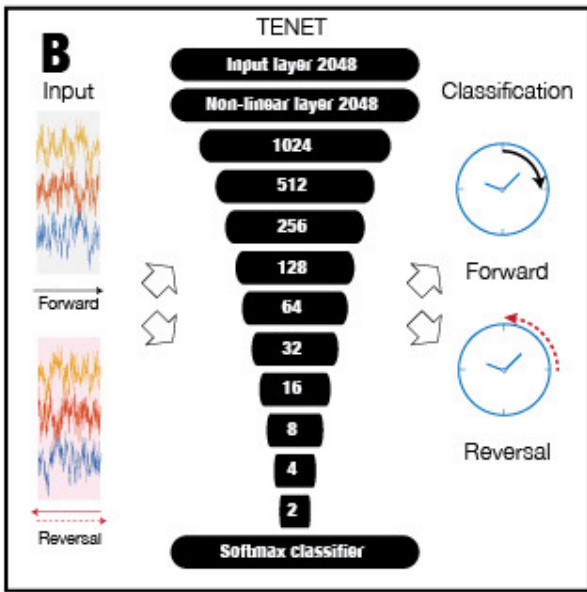 TENET
B
Input
Input layer 2048
Non-linear layer 2048
1024
512
256
128
64
32
16
8
4
2
Softmax classifier
Forward
Reversal
Classification
Forward
Reversal